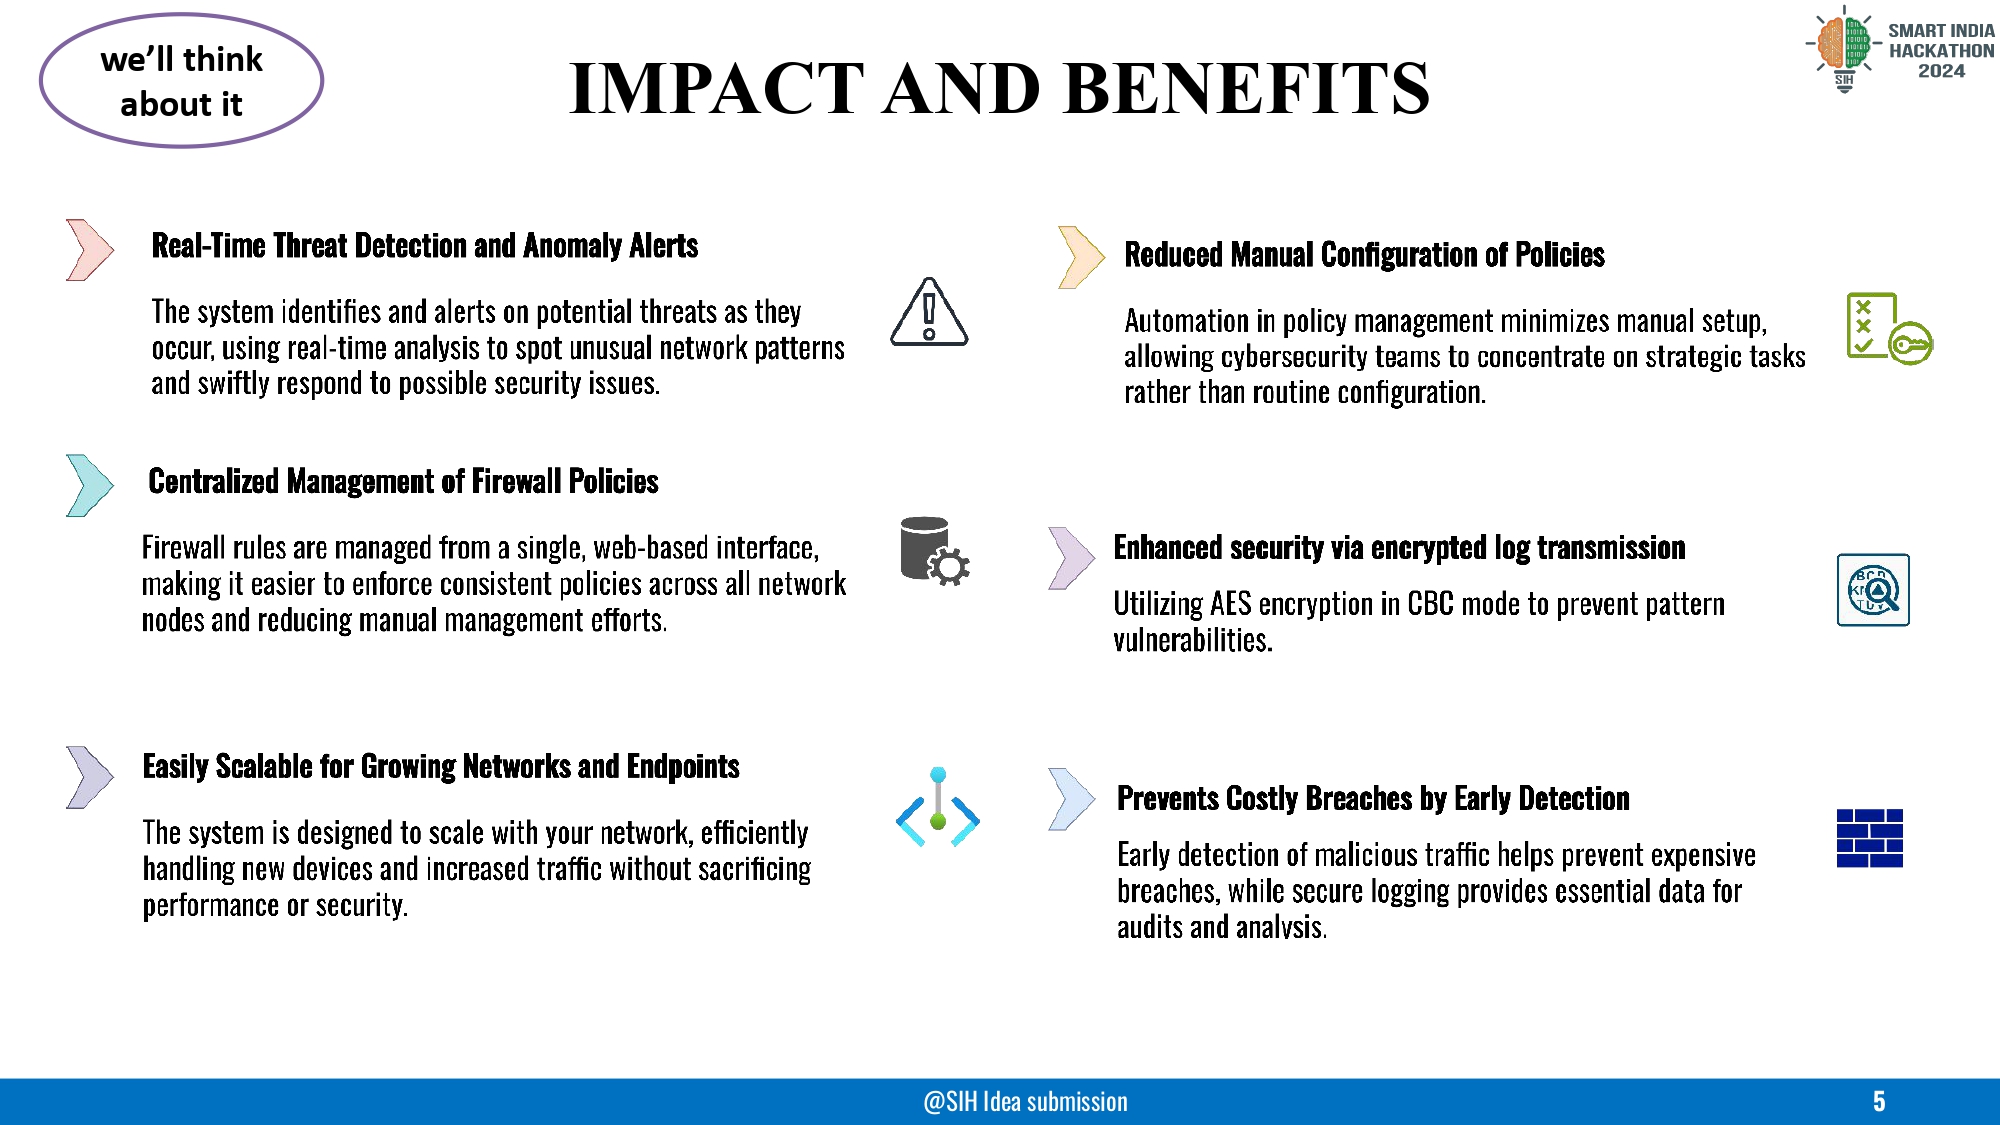 we’ll think
about it
IMPACT AND BENEFITS
SMART INDIA
HACKATHON
2024
SIH
Real-Time Threat Detection and Anomaly Alerts
The system identifies and alerts on potential threats as they
occur, using real-time analysis to spot unusual network patterns
and swiftly respond to possible security issues.
Centralized Management of Firewall Policies
Firewall rules are managed from a single, web-based interface,
making it easier to enforce consistent policies across all network
nodes and reducing manual management efforts.
Easily Scalable for Growing Networks and Endpoints
The system is designed to scale with your network, efficiently
handling new devices and increased traffic without sacrificing
performance or security.
Reduced Manual Configuration of Policies
Automation in policy management minimizes manual setup,
allowing cybersecurity teams to concentrate on strategic tasks
rather than routine configuration.
Enhanced security via encrypted log transmission
Utilizing AES encryption in CBC mode to prevent pattern
vulnerabilities.
Prevents Costly Breaches by Early Detection
Early detection of malicious traffic helps prevent expensive
breaches, while secure logging provides essential data for
audits and analysis.
@SIH Idea submission
5